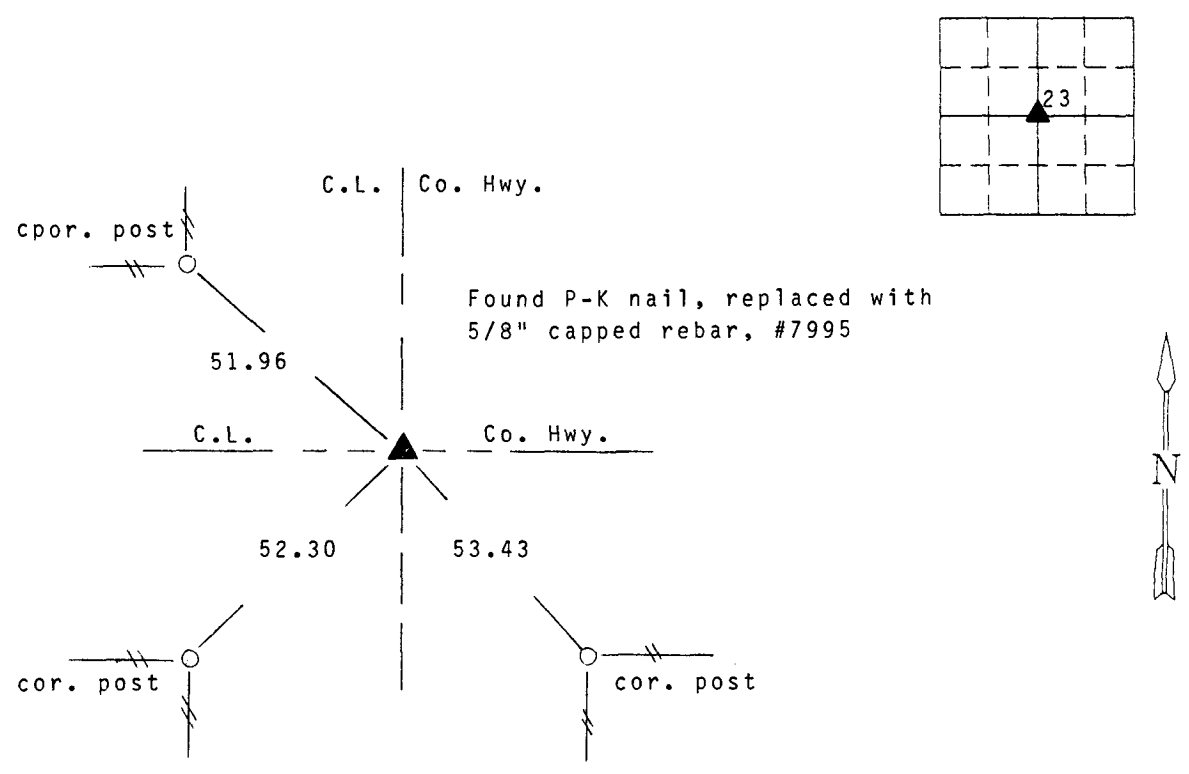 23
C.L. Co. Hwy.
cpor. post
Found P-K nail, replaced with
5/8" capped rebar, #7995
51.96
C.L. Co. Hwy.
N
52.30 53.43
cor. post cor. post